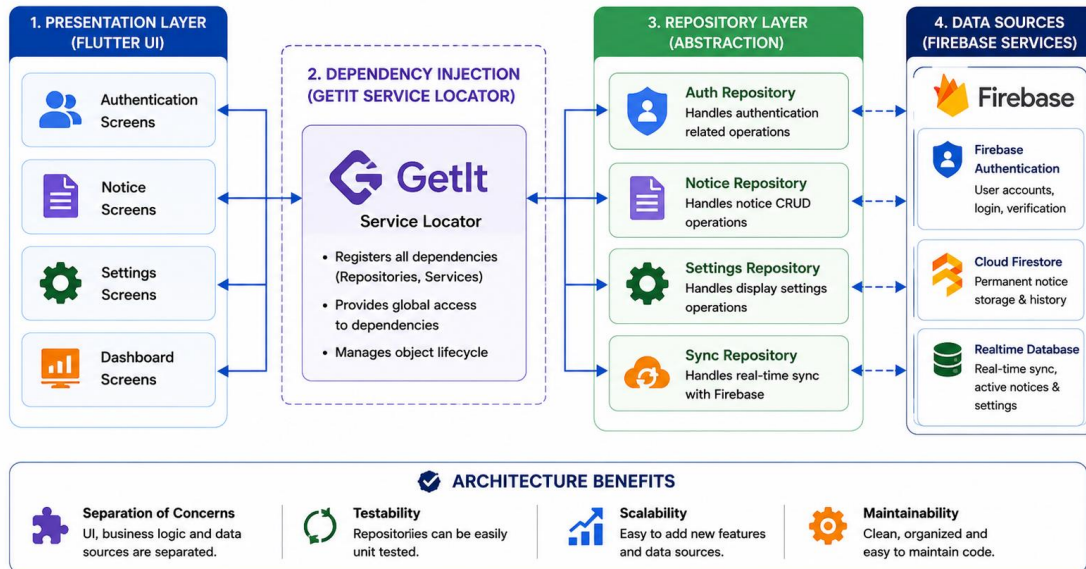 1. PRESENTATION LAYER
(FLUTTER UI)
Authentication
Screens
Notice
Screens
Settings
Screens
Dashboard
Screens
2. DEPENDENCY INJECTION
(GETIT SERVICE LOCATOR)
GetIt
Service Locator
• Registers all dependencies
(Repositories, Services)
• Provides global access
to dependencies
• Manages object lifecycle
3. REPOSITORY LAYER
(ABSTRACTION)
Auth Repository
Handles authentication
related operations
Notice Repository
Handles notice CRUD
operations
Settings Repository
Handles display settings
operations
Sync Repository
Handles real-time sync
with Firebase
4. DATA SOURCES
(FIREBASE SERVICES)
Firebase
Firebase
Authentication
User accounts,
login, verification
Cloud Firestore
Permanent notice
storage & history
Realtime Database
Real-time sync,
active notices &
settings
ARCHITECTURE BENEFITS
Separation of Concerns
UI, business logic and data
sources are separated.
Testability
Repositories can be easily
unit tested.
Scalability
Easy to add new features
and data sources.
Maintainability
Clean, organized and
easy to maintain code.